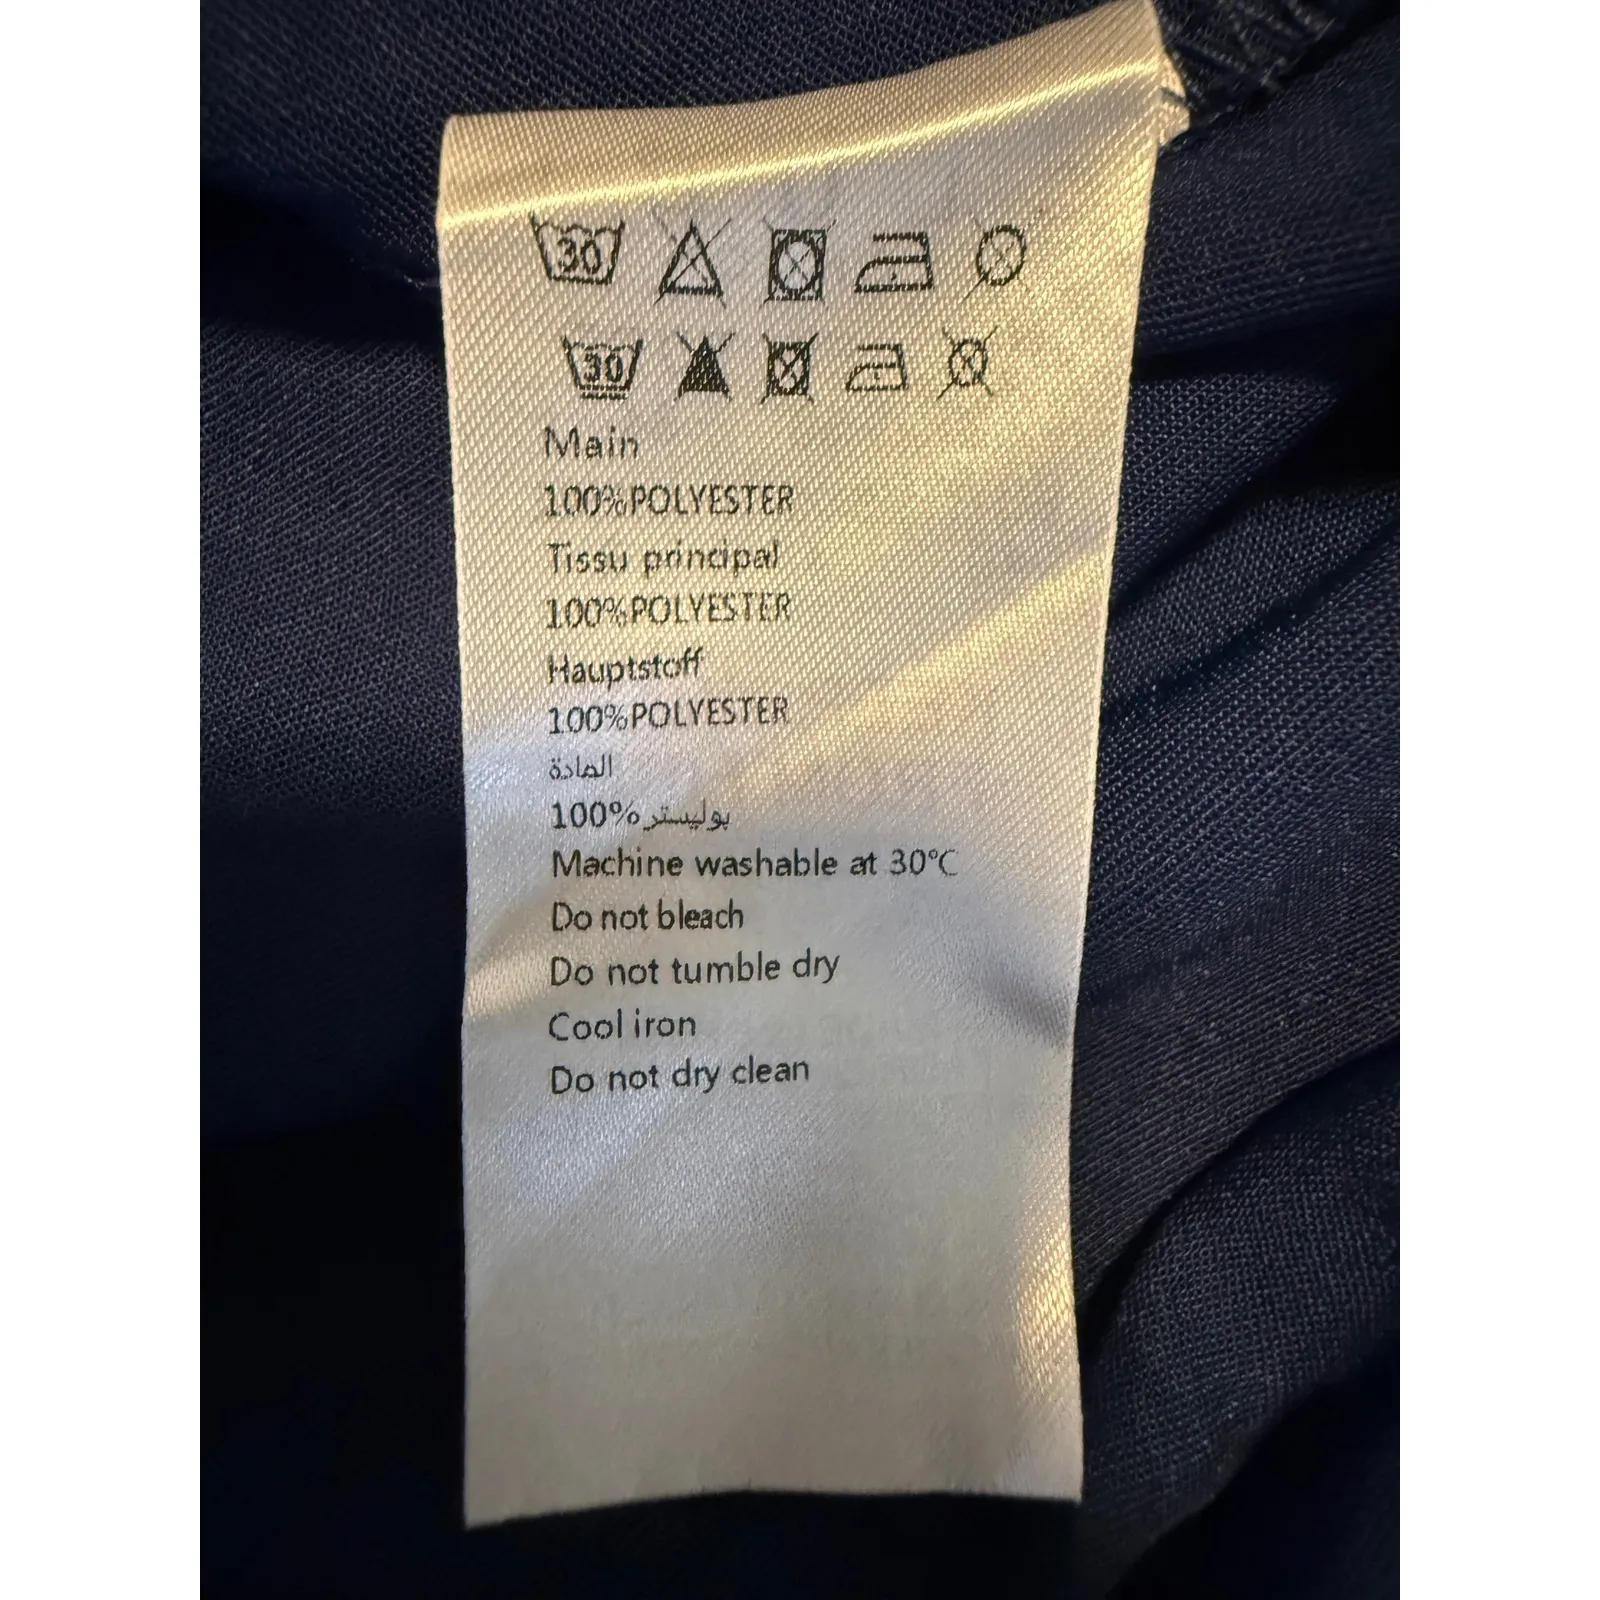 30
30
Main
100%POLYESTER
Tissu principal
100%POLYESTER
Hauptstoff
100%POLYESTER
المادة
100%بوليستر
Machine washable at 30°C
Do not bleach
Do not tumble dry
Cool iron
Do not dry clean